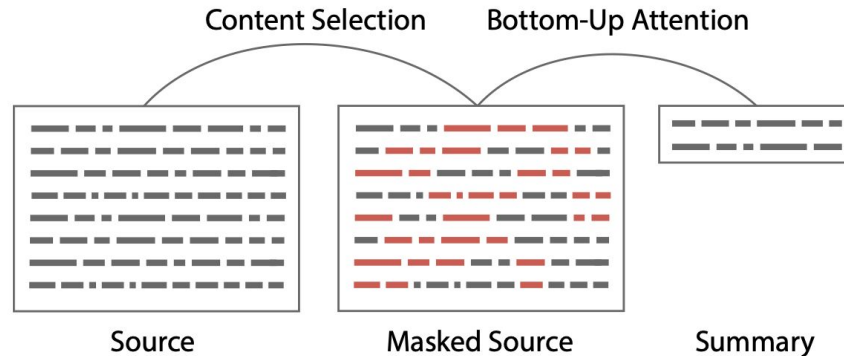 Content Selection
Bottom-Up Attention
Source
Masked Source
Summary